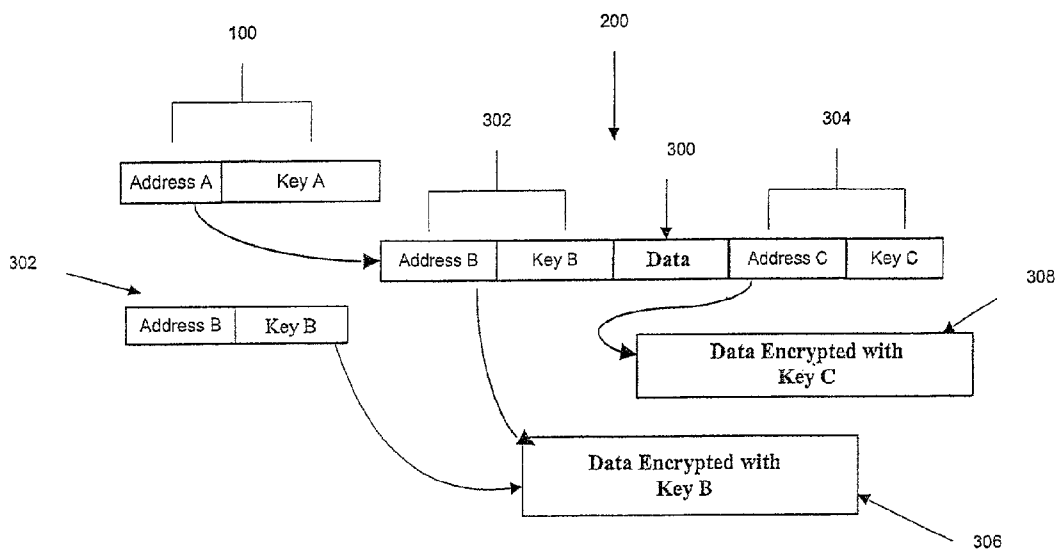 200
100
302
304
300
Address A Key A
Address B Key B Data Address C Key C
302
308
Address B Key B
Data Encrypted with
Key C
Data Encrypted with
Key B
306